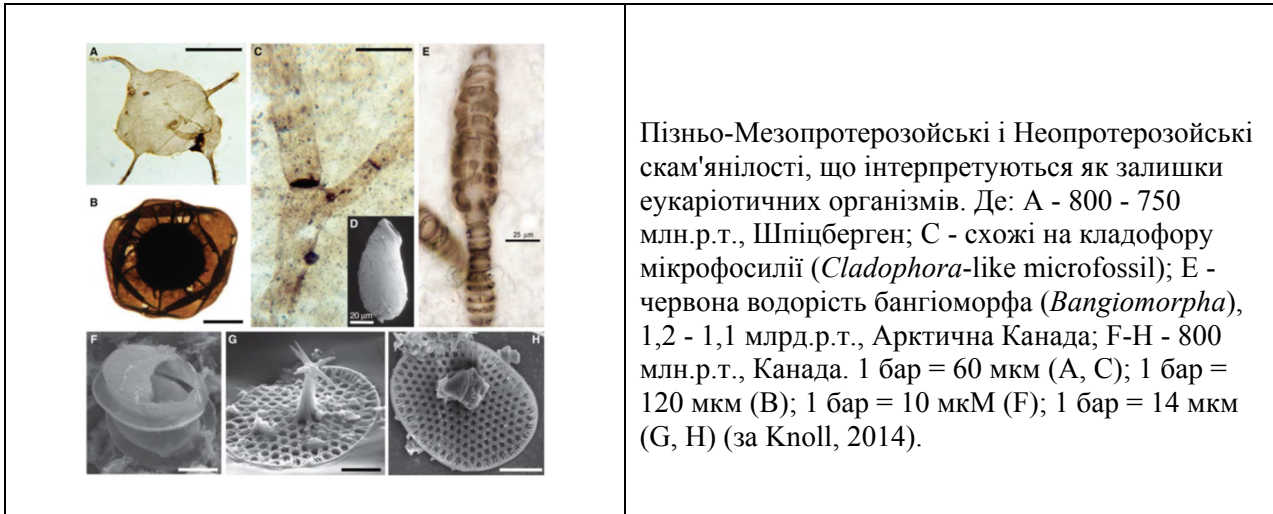 A
C
E
B
D
25 µm
20 µm
F
G
H
Пізньо-Мезопротерозойські і Неопротерозойські
скам'янілості, що інтерпретуються як залишки
еукаріотичних організмів. Де: A - 800 - 750
млн.р.т., Шпіцберген; C - схожі на кладофору
мікрофосилії (Cladophora-like microfossil); E -
червона водорість бангіоморфа (Bangiomorpha),
1,2 - 1,1 млрд.р.т., Арктична Канада; F-H - 800
млн.р.т., Канада. 1 бар = 60 мкм (A, C); 1 бар =
120 мкм (B); 1 бар = 10 мкМ (F); 1 бар = 14 мкм
(G, H) (за Knoll, 2014).